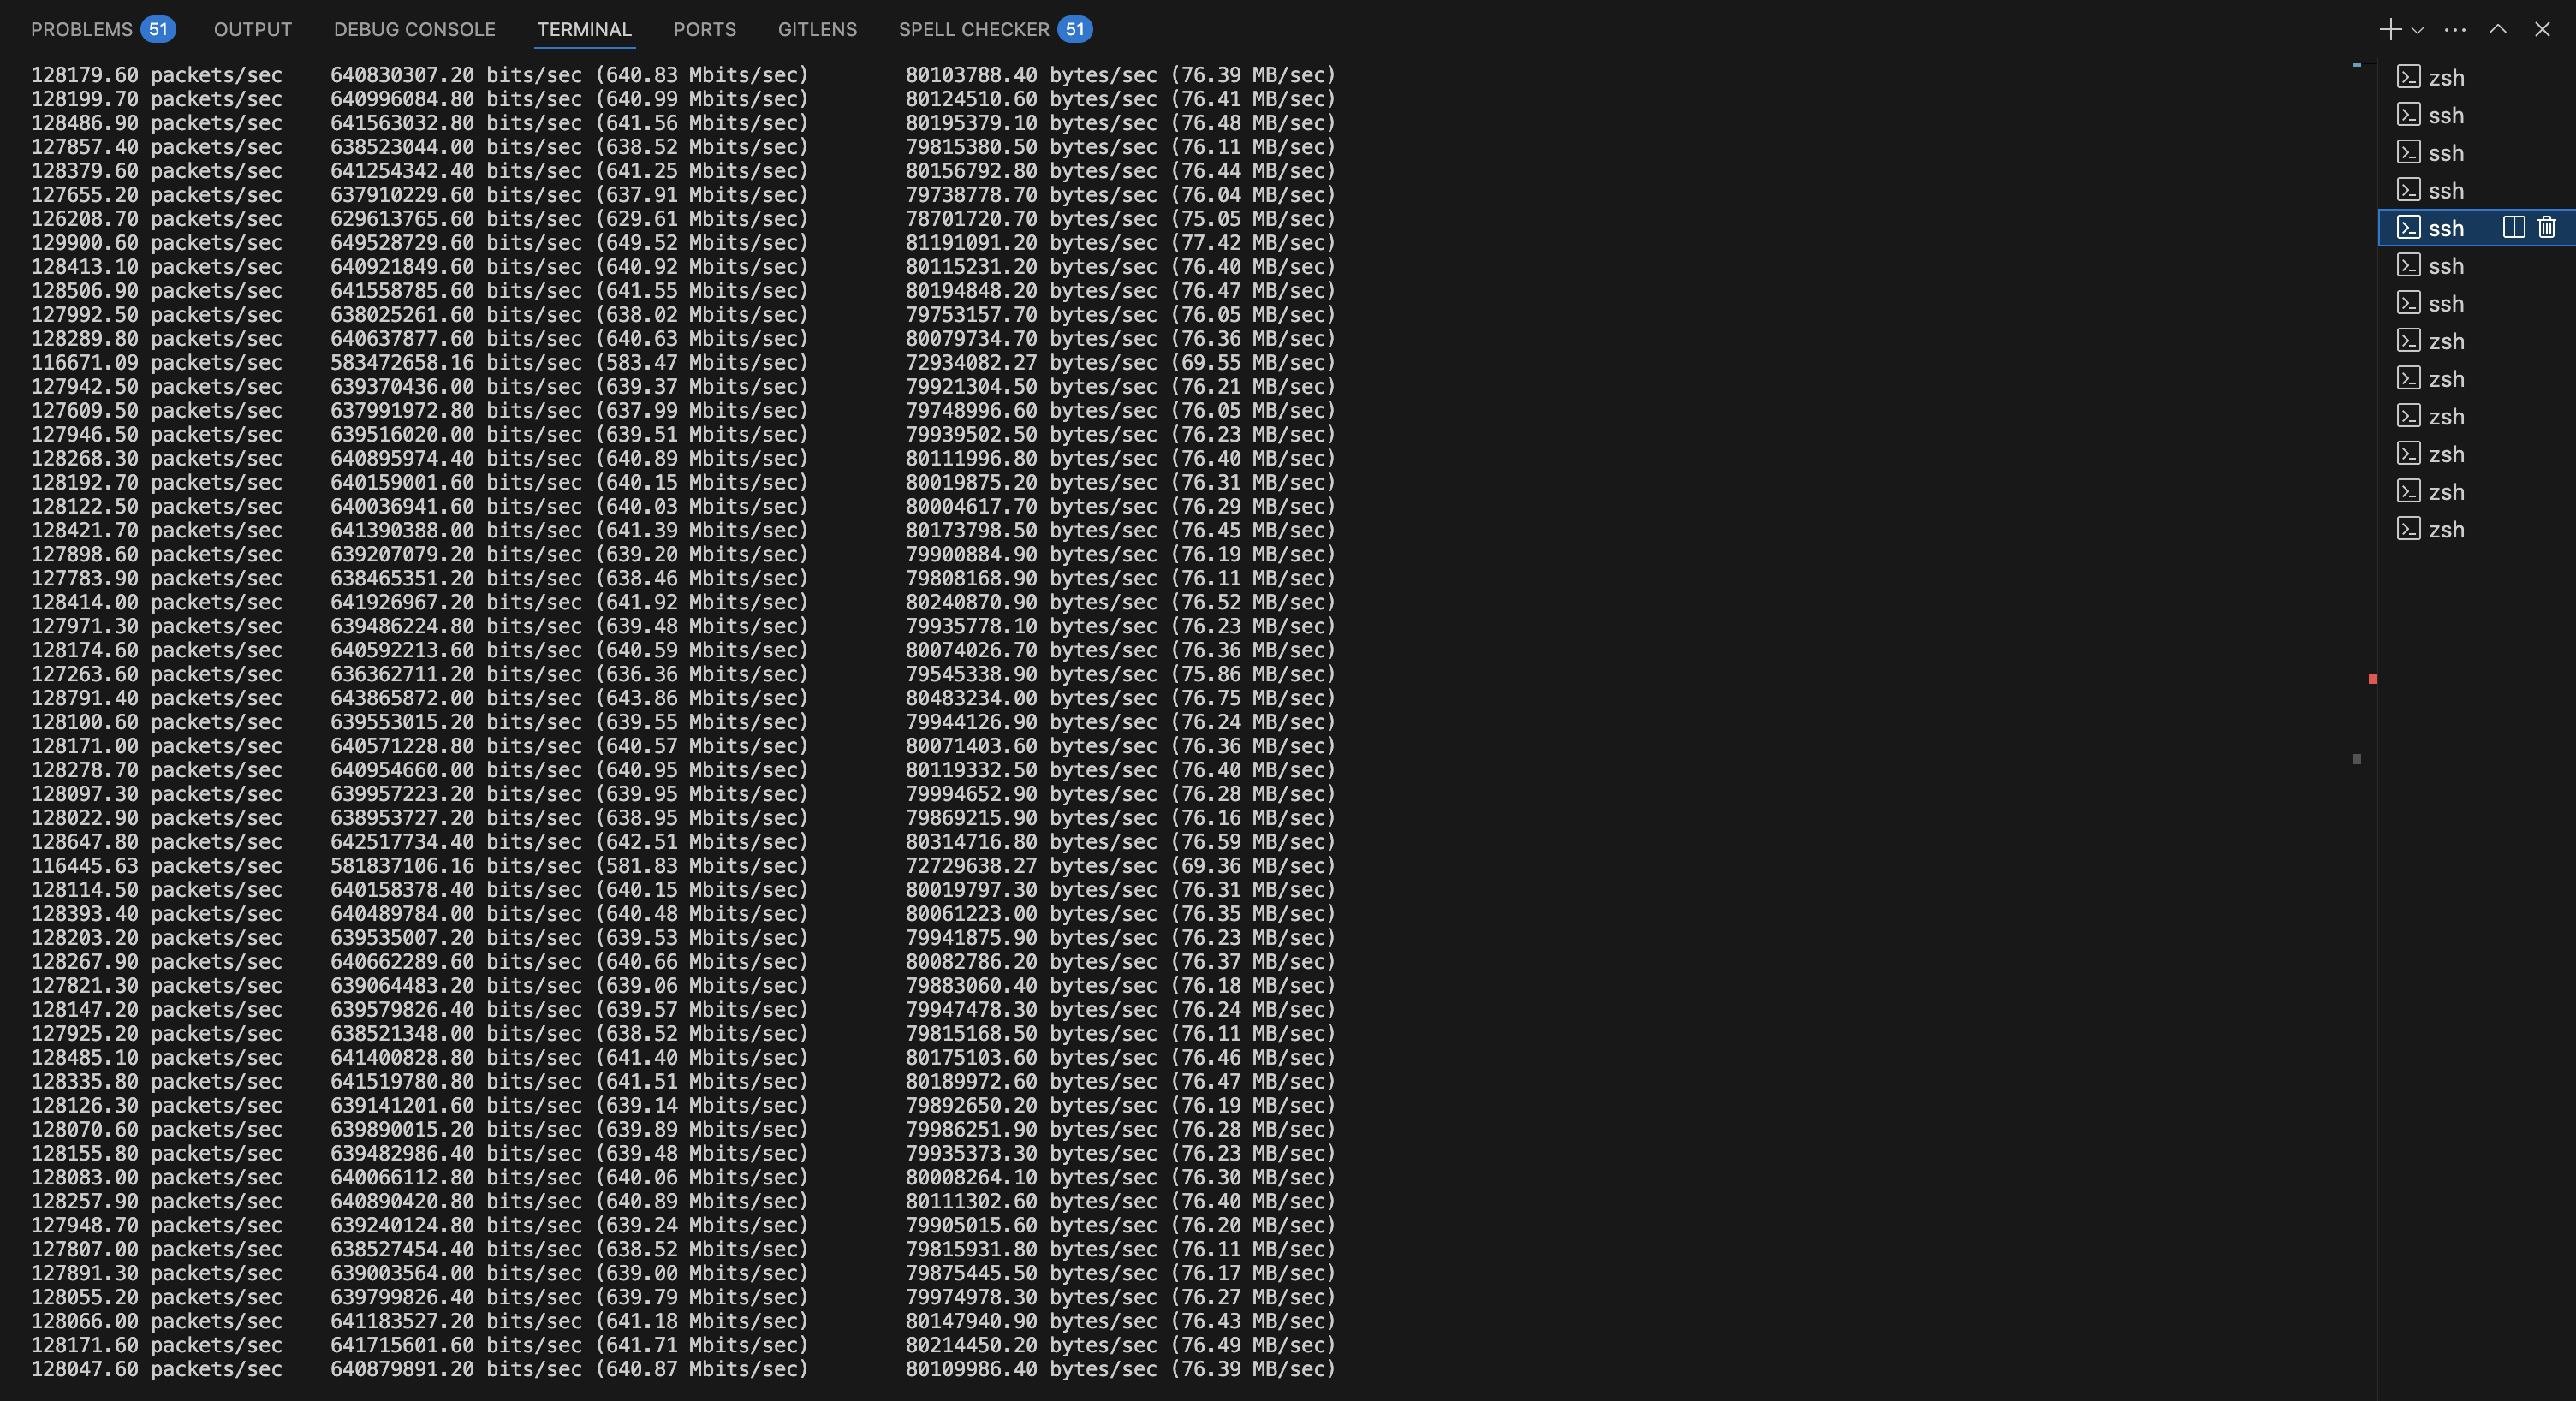 PROBLEMS 51 OUTPUT DEBUG CONSOLE TERMINAL PORTS GITLENS SPELL CHECKER 51
128179.60 packets/sec 640830307.20 bits/sec (640.83 Mbits/sec) 80103788.40 bytes/sec (76.39 MB/sec)
128199.70 packets/sec 640996084.80 bits/sec (640.99 Mbits/sec) 80124510.60 bytes/sec (76.41 MB/sec)
128486.90 packets/sec 641563032.80 bits/sec (641.56 Mbits/sec) 80195379.10 bytes/sec (76.48 MB/sec)
127857.40 packets/sec 638523044.00 bits/sec (638.52 Mbits/sec) 79815380.50 bytes/sec (76.11 MB/sec)
128379.60 packets/sec 641254342.40 bits/sec (641.25 Mbits/sec) 80156792.80 bytes/sec (76.44 MB/sec)
127655.20 packets/sec 637910229.60 bits/sec (637.91 Mbits/sec) 79738778.70 bytes/sec (76.04 MB/sec)
126208.70 packets/sec 629613765.60 bits/sec (629.61 Mbits/sec) 78701720.70 bytes/sec (75.05 MB/sec)
129900.60 packets/sec 649528729.60 bits/sec (649.52 Mbits/sec) 81191091.20 bytes/sec (77.42 MB/sec)
128413.10 packets/sec 640921849.60 bits/sec (640.92 Mbits/sec) 80115231.20 bytes/sec (76.40 MB/sec)
128506.90 packets/sec 641558785.60 bits/sec (641.55 Mbits/sec) 80194848.20 bytes/sec (76.47 MB/sec)
127992.50 packets/sec 638025261.60 bits/sec (638.02 Mbits/sec) 79753157.70 bytes/sec (76.05 MB/sec)
128289.80 packets/sec 640637877.60 bits/sec (640.63 Mbits/sec) 80079734.70 bytes/sec (76.36 MB/sec)
116671.09 packets/sec 583472658.16 bits/sec (583.47 Mbits/sec) 72934082.27 bytes/sec (69.55 MB/sec)
127942.50 packets/sec 639370436.00 bits/sec (639.37 Mbits/sec) 79921304.50 bytes/sec (76.21 MB/sec)
127609.50 packets/sec 637991972.80 bits/sec (637.99 Mbits/sec) 79748996.60 bytes/sec (76.05 MB/sec)
127946.50 packets/sec 639516020.00 bits/sec (639.51 Mbits/sec) 79939502.50 bytes/sec (76.23 MB/sec)
128268.30 packets/sec 640895974.40 bits/sec (640.89 Mbits/sec) 80111996.80 bytes/sec (76.40 MB/sec)
128192.70 packets/sec 640159001.60 bits/sec (640.15 Mbits/sec) 80019875.20 bytes/sec (76.31 MB/sec)
128122.50 packets/sec 640036941.60 bits/sec (640.03 Mbits/sec) 80004617.70 bytes/sec (76.29 MB/sec)
128421.70 packets/sec 641390388.00 bits/sec (641.39 Mbits/sec) 80173798.50 bytes/sec (76.45 MB/sec)
127898.60 packets/sec 639207079.20 bits/sec (639.20 Mbits/sec) 79900884.90 bytes/sec (76.19 MB/sec)
127783.90 packets/sec 638465351.20 bits/sec (638.46 Mbits/sec) 79808168.90 bytes/sec (76.11 MB/sec)
128414.00 packets/sec 641926967.20 bits/sec (641.92 Mbits/sec) 80240870.90 bytes/sec (76.52 MB/sec)
127971.30 packets/sec 639486224.80 bits/sec (639.48 Mbits/sec) 79935778.10 bytes/sec (76.23 MB/sec)
128174.60 packets/sec 640592213.60 bits/sec (640.59 Mbits/sec) 80074026.70 bytes/sec (76.36 MB/sec)
127263.60 packets/sec 636362711.20 bits/sec (636.36 Mbits/sec) 79545338.90 bytes/sec (75.86 MB/sec)
128791.40 packets/sec 643865872.00 bits/sec (643.86 Mbits/sec) 80483234.00 bytes/sec (76.75 MB/sec)
128100.60 packets/sec 639553015.20 bits/sec (639.55 Mbits/sec) 79944126.90 bytes/sec (76.24 MB/sec)
128171.00 packets/sec 640571228.80 bits/sec (640.57 Mbits/sec) 80071403.60 bytes/sec (76.36 MB/sec)
128278.70 packets/sec 640954660.00 bits/sec (640.95 Mbits/sec) 80119332.50 bytes/sec (76.40 MB/sec)
128097.30 packets/sec 639957223.20 bits/sec (639.95 Mbits/sec) 79994652.90 bytes/sec (76.28 MB/sec)
128022.90 packets/sec 638953727.20 bits/sec (638.95 Mbits/sec) 79869215.90 bytes/sec (76.16 MB/sec)
128647.80 packets/sec 642517734.40 bits/sec (642.51 Mbits/sec) 80314716.80 bytes/sec (76.59 MB/sec)
116445.63 packets/sec 581837106.16 bits/sec (581.83 Mbits/sec) 72729638.27 bytes/sec (69.36 MB/sec)
128114.50 packets/sec 640158378.40 bits/sec (640.15 Mbits/sec) 80019797.30 bytes/sec (76.31 MB/sec)
128393.40 packets/sec 640489784.00 bits/sec (640.48 Mbits/sec) 80061223.00 bytes/sec (76.35 MB/sec)
128203.20 packets/sec 639535007.20 bits/sec (639.53 Mbits/sec) 79941875.90 bytes/sec (76.23 MB/sec)
128267.90 packets/sec 640662289.60 bits/sec (640.66 Mbits/sec) 80082786.20 bytes/sec (76.37 MB/sec)
127821.30 packets/sec 639064483.20 bits/sec (639.06 Mbits/sec) 79883060.40 bytes/sec (76.18 MB/sec)
128147.20 packets/sec 639579826.40 bits/sec (639.57 Mbits/sec) 79947478.30 bytes/sec (76.24 MB/sec)
127925.20 packets/sec 638521348.00 bits/sec (638.52 Mbits/sec) 79815168.50 bytes/sec (76.11 MB/sec)
128485.10 packets/sec 641400828.80 bits/sec (641.40 Mbits/sec) 80175103.60 bytes/sec (76.46 MB/sec)
128335.80 packets/sec 641519780.80 bits/sec (641.51 Mbits/sec) 80189972.60 bytes/sec (76.47 MB/sec)
128126.30 packets/sec 639141201.60 bits/sec (639.14 Mbits/sec) 79892650.20 bytes/sec (76.19 MB/sec)
128070.60 packets/sec 639890015.20 bits/sec (639.89 Mbits/sec) 79986251.90 bytes/sec (76.28 MB/sec)
128155.80 packets/sec 639482986.40 bits/sec (639.48 Mbits/sec) 79935373.30 bytes/sec (76.23 MB/sec)
128083.00 packets/sec 640066112.80 bits/sec (640.06 Mbits/sec) 80008264.10 bytes/sec (76.30 MB/sec)
128257.90 packets/sec 640890420.80 bits/sec (640.89 Mbits/sec) 80111302.60 bytes/sec (76.40 MB/sec)
127948.70 packets/sec 639240124.80 bits/sec (639.24 Mbits/sec) 79905015.60 bytes/sec (76.20 MB/sec)
127807.00 packets/sec 638527454.40 bits/sec (638.52 Mbits/sec) 79815931.80 bytes/sec (76.11 MB/sec)
127891.30 packets/sec 639003564.00 bits/sec (639.00 Mbits/sec) 79875445.50 bytes/sec (76.17 MB/sec)
128055.20 packets/sec 639799826.40 bits/sec (639.79 Mbits/sec) 79974978.30 bytes/sec (76.27 MB/sec)
128066.00 packets/sec 641183527.20 bits/sec (641.18 Mbits/sec) 80147940.90 bytes/sec (76.43 MB/sec)
128171.60 packets/sec 641715601.60 bits/sec (641.71 Mbits/sec) 80214450.20 bytes/sec (76.49 MB/sec)
128047.60 packets/sec 640879891.20 bits/sec (640.87 Mbits/sec) 80109986.40 bytes/sec (76.39 MB/sec)
zsh
ssh
ssh
ssh
ssh
ssh
ssh
zsh
zsh
zsh
zsh
zsh
zsh